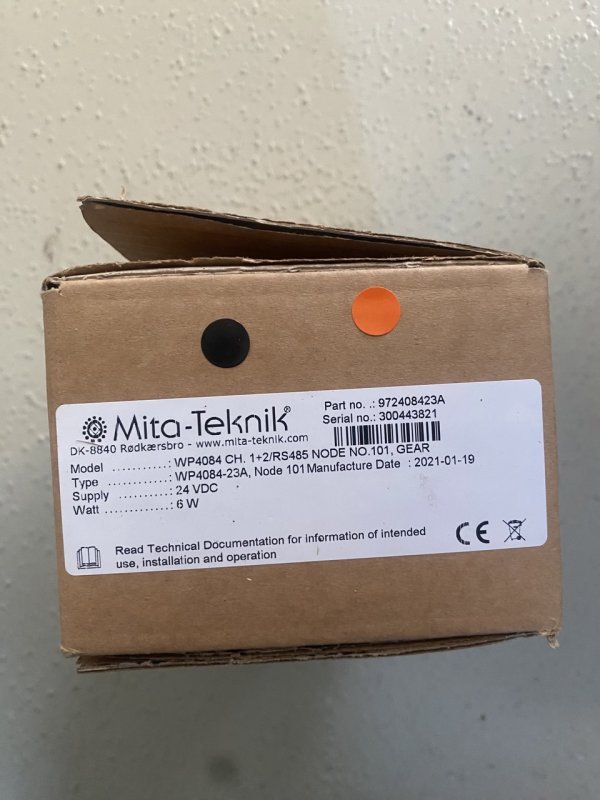 Mita-Teknik®
DK-8840 Rødkærsbro - www.mita-teknik.com
Part no. .: 972408423A
Serial no.: 300443821
Model ...........: WP4084 CH. 1+2/RS485 NODE NO.101, GEAR
Type ............: WP4084-23A, Node 101 Manufacture Date : 2021-01-19
Supply ..........: 24 VDC
Watt ............: 6 W
Read Technical Documentation for information of intended
use, installation and operation
CE